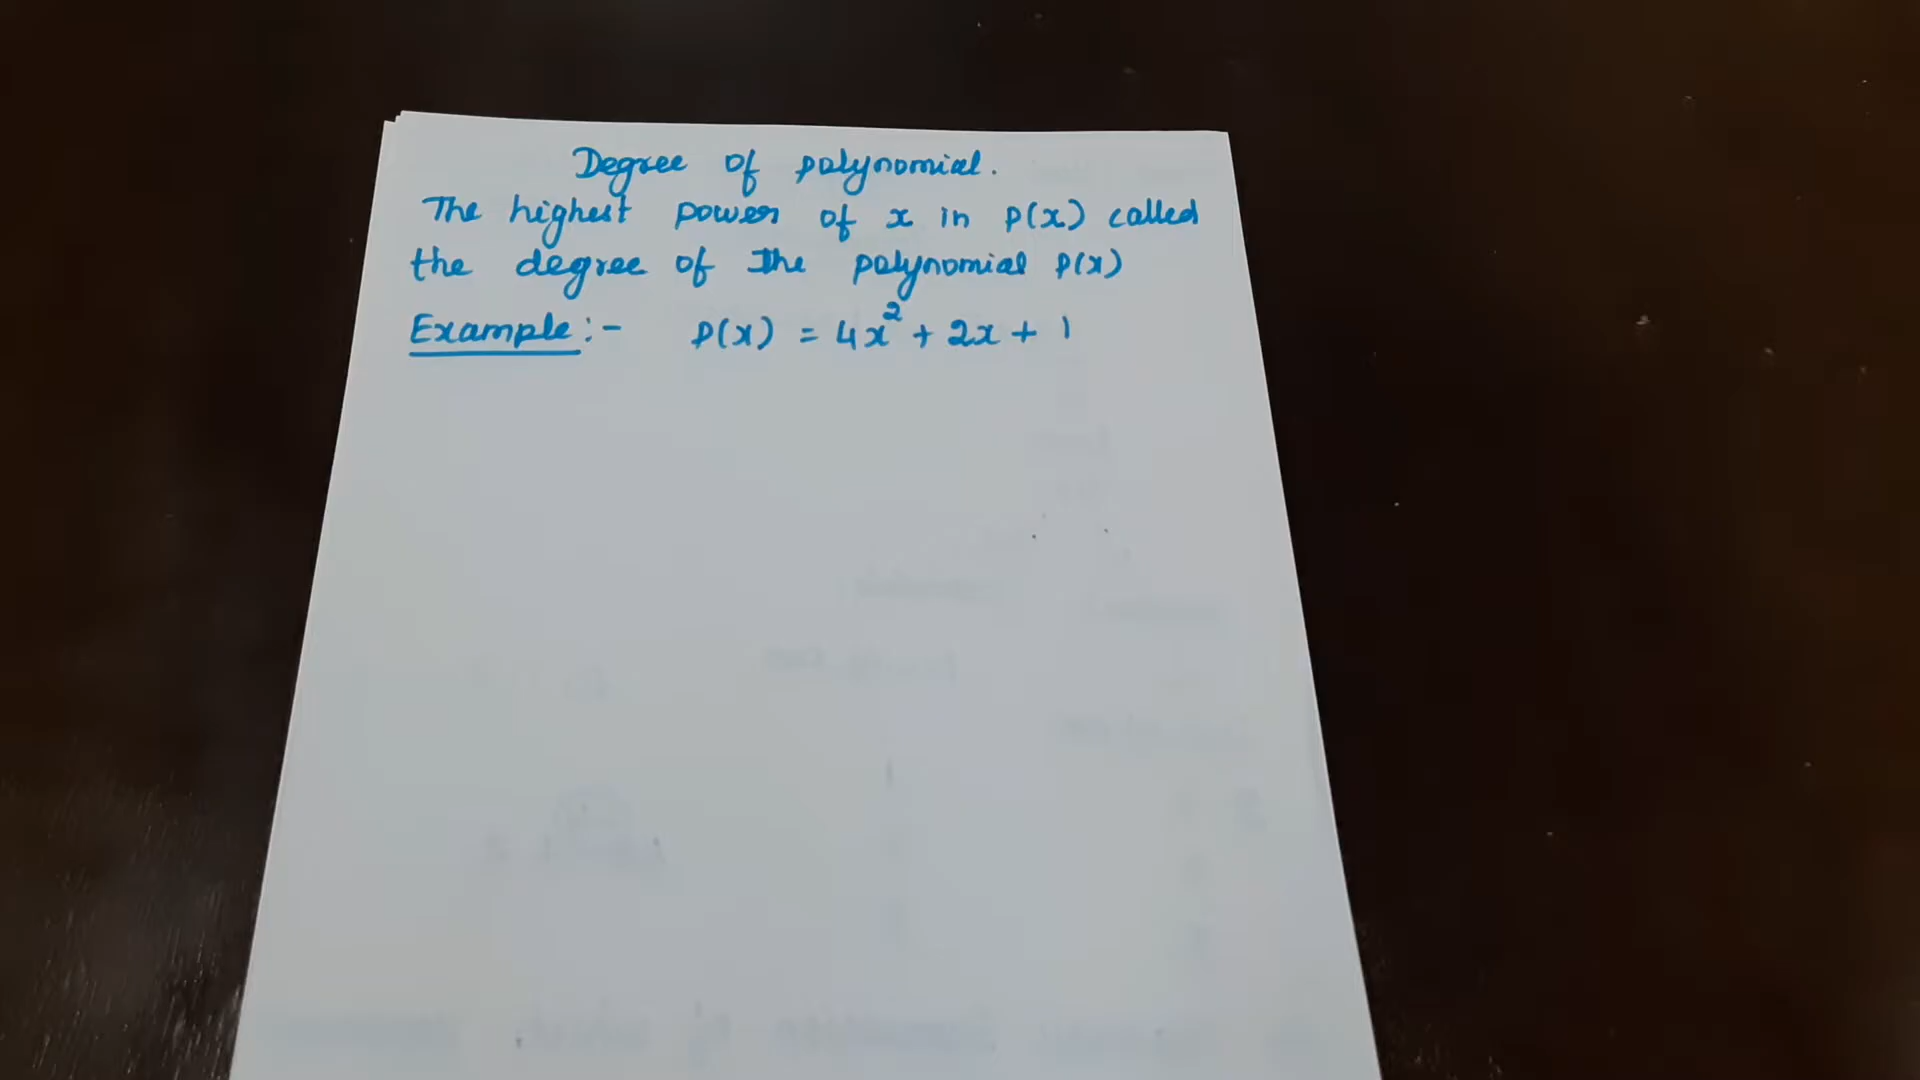 Degree of polynomial.
The highest power of x in p(x) called
the degree of the polynomial p(x)
Example:- p(x) = 4x² + 2x + 1